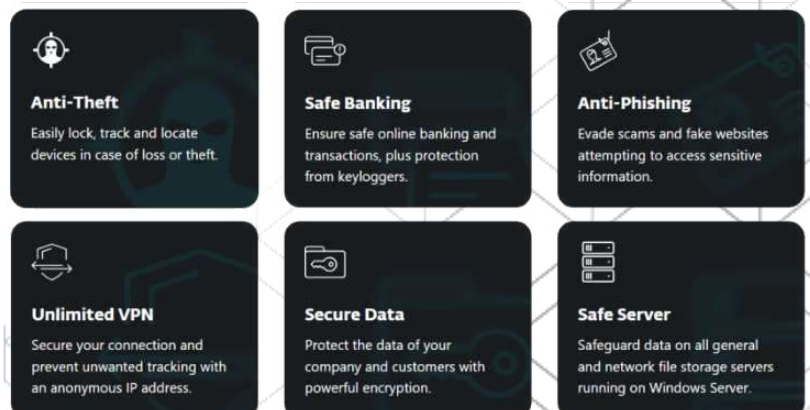 Anti-Theft
Easily lock, track and locate
devices in case of loss or theft.
Safe Banking
Ensure safe online banking and
transactions, plus protection
from keyloggers.
Anti-Phishing
Evade scams and fake websites
attempting to access sensitive
information.
Unlimited VPN
Secure your connection and
prevent unwanted tracking with
an anonymous IP address.
Secure Data
Protect the data of your
company and customers with
powerful encryption.
Safe Server
Safeguard data on all general
and network file storage servers
running on Windows Server.